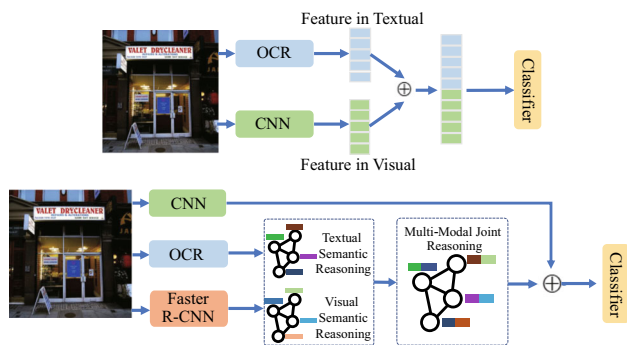 Feature in Textual
VALET DRYCLEANER
OCR
CNN
Classifier
Feature in Visual
VALET DRYCLEANER
CNN
OCR
Faster
R-CNN
Textual
Semantic
Reasoning
Visual
Semantic
Reasoning
Multi-Modal Joint
Reasoning
Classifier